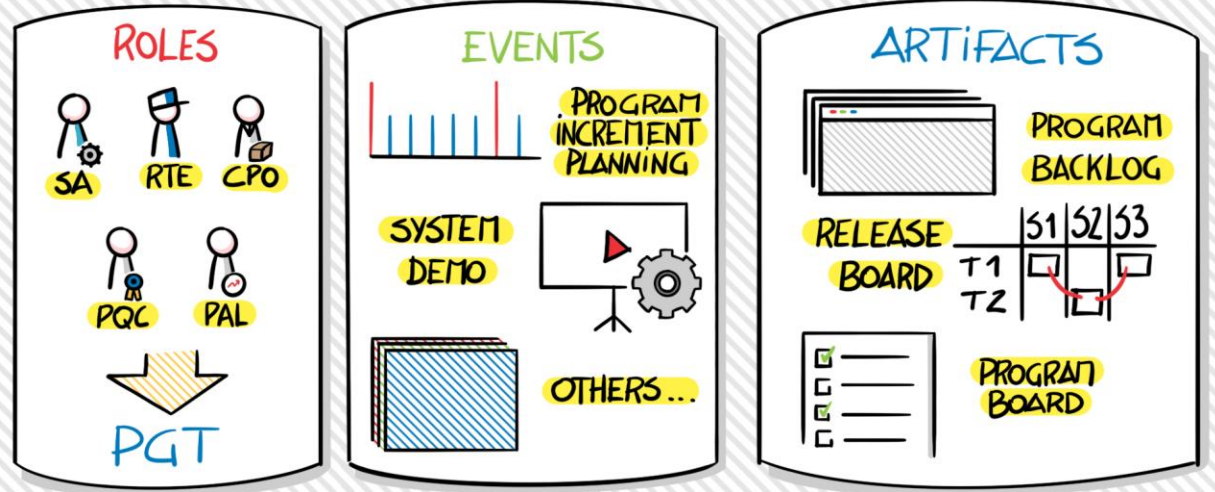 ROLES
SA
RTE
CPO
PQC
PAL
PGT
EVENTS
PROGRAM
INCREMENT
PLANNING
SYSTEM
DEMO
OTHERS...
ARTiFACTS
PROGRAM
BACKLOG
RELEASE
BOARD
S1 S2 S3
T1
T2
PROGRAM
BOARD